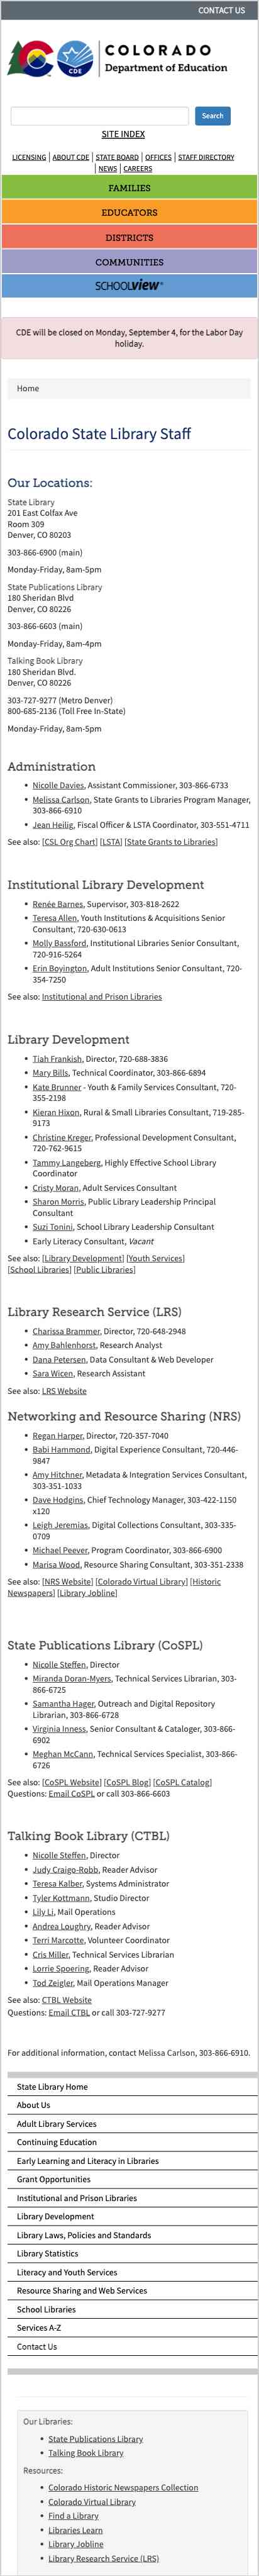 CONTACT US
COLORADO
Department of Education
CDE
Search
SITE INDEX
LICENSING | ABOUT CDE | STATE BOARD | OFFICES | STAFF DIRECTORY
| NEWS | CAREERS
FAMILIES
EDUCATORS
DISTRICTS
COMMUNITIES
SCHOOLVIEW®
CDE will be closed on Monday, September 4, for the Labor Day
holiday.
Home
Colorado State Library Staff
Our Locations:
State Library
201 East Colfax Ave
Room 309
Denver, CO 80203
303-866-6900 (main)
Monday-Friday, 8am-5pm
State Publications Library
180 Sheridan Blvd
Denver, CO 80226
303-866-6603 (main)
Monday-Friday, 8am-4pm
Talking Book Library
180 Sheridan Blvd.
Denver, CO 80226
303-727-9277 (Metro Denver)
800-685-2136 (Toll Free In-State)
Monday-Friday, 8am-5pm
Administration
• Nicolle Davies, Assistant Commissioner, 303-866-6733
• Melissa Carlson, State Grants to Libraries Program Manager,
303-866-6910
• Jean Heilig, Fiscal Officer & LSTA Coordinator, 303-551-4711
See also: [CSL Org Chart] [LSTA] [State Grants to Libraries]
Institutional Library Development
• Renée Barnes, Supervisor, 303-818-2622
• Teresa Allen, Youth Institutions & Acquisitions Senior
Consultant, 720-630-0613
• Molly Bassford, Institutional Libraries Senior Consultant,
720-916-5264
• Erin Boyington, Adult Institutions Senior Consultant, 720-
354-7250
See also: Institutional and Prison Libraries
Library Development
• Tiah Frankish, Director, 720-688-3836
• Mary Bills, Technical Coordinator, 303-866-6894
• Kate Brunner - Youth & Family Services Consultant, 720-
355-2198
• Kieran Hixon, Rural & Small Libraries Consultant, 719-285-
9173
• Christine Kreger, Professional Development Consultant,
720-762-9615
• Tammy Langeberg, Highly Effective School Library
Coordinator
• Cristy Moran, Adult Services Consultant
• Sharon Morris, Public Library Leadership Principal
Consultant
• Suzi Tonini, School Library Leadership Consultant
• Early Literacy Consultant, Vacant
See also: [Library Development] [Youth Services]
[School Libraries] [Public Libraries]
Library Research Service (LRS)
• Charissa Brammer, Director, 720-648-2948
• Amy Bahlenhorst, Research Analyst
• Dana Petersen, Data Consultant & Web Developer
• Sara Wicen, Research Assistant
See also: LRS Website
Networking and Resource Sharing (NRS)
• Regan Harper, Director, 720-357-7040
• Babi Hammond, Digital Experience Consultant, 720-446-
9847
• Amy Hitchner, Metadata & Integration Services Consultant,
303-351-1033
• Dave Hodgins, Chief Technology Manager, 303-422-1150
x120
• Leigh Jeremias, Digital Collections Consultant, 303-335-
0709
• Michael Peever, Program Coordinator, 303-866-6900
• Marisa Wood, Resource Sharing Consultant, 303-351-2338
See also: [NRS Website] [Colorado Virtual Library] [Historic
Newspapers] [Library Jobline]
State Publications Library (CoSPL)
• Nicolle Steffen, Director
• Miranda Doran-Myers, Technical Services Librarian, 303-
866-6725
• Samantha Hager, Outreach and Digital Repository
Librarian, 303-866-6728
• Virginia Inness, Senior Consultant & Cataloger, 303-866-
6902
• Meghan McCann, Technical Services Specialist, 303-866-
6726
See also: [CoSPL Website] [CoSPL Blog] [CoSPL Catalog]
Questions: Email CoSPL or call 303-866-6603
Talking Book Library (CTBL)
• Nicolle Steffen, Director
• Judy Craigo-Robb, Reader Advisor
• Teresa Kalber, Systems Administrator
• Tyler Kottmann, Studio Director
• Lily Li, Mail Operations
• Andrea Loughry, Reader Advisor
• Terri Marcotte, Volunteer Coordinator
• Cris Miller, Technical Services Librarian
• Lorrie Spoering, Reader Advisor
• Tod Zeigler, Mail Operations Manager
See also: CTBL Website
Questions: Email CTBL or call 303-727-9277
For additional information, contact Melissa Carlson, 303-866-6910.
State Library Home
About Us
Adult Library Services
Continuing Education
Early Learning and Literacy in Libraries
Grant Opportunities
Institutional and Prison Libraries
Library Development
Library Laws, Policies and Standards
Library Statistics
Literacy and Youth Services
Resource Sharing and Web Services
School Libraries
Services A-Z
Contact Us
Our Libraries:
• State Publications Library
• Talking Book Library
Resources:
• Colorado Historic Newspapers Collection
• Colorado Virtual Library
• Find a Library
• Libraries Learn
• Library Jobline
• Library Research Service (LRS)